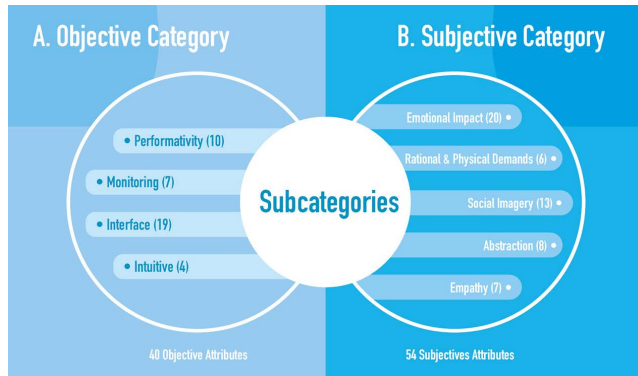 A. Objective Category
B. Subjective Category
• Performativity (10)
• Monitoring (7)
• Interface (19)
• Intuitive (4)
Subcategories
Emotional Impact (20) •
Rational & Physical Demands (6) •
Social Imagery (13) •
Abstraction (8) •
Empathy (7) •
40 Objective Attributes
54 Subjectives Attributes